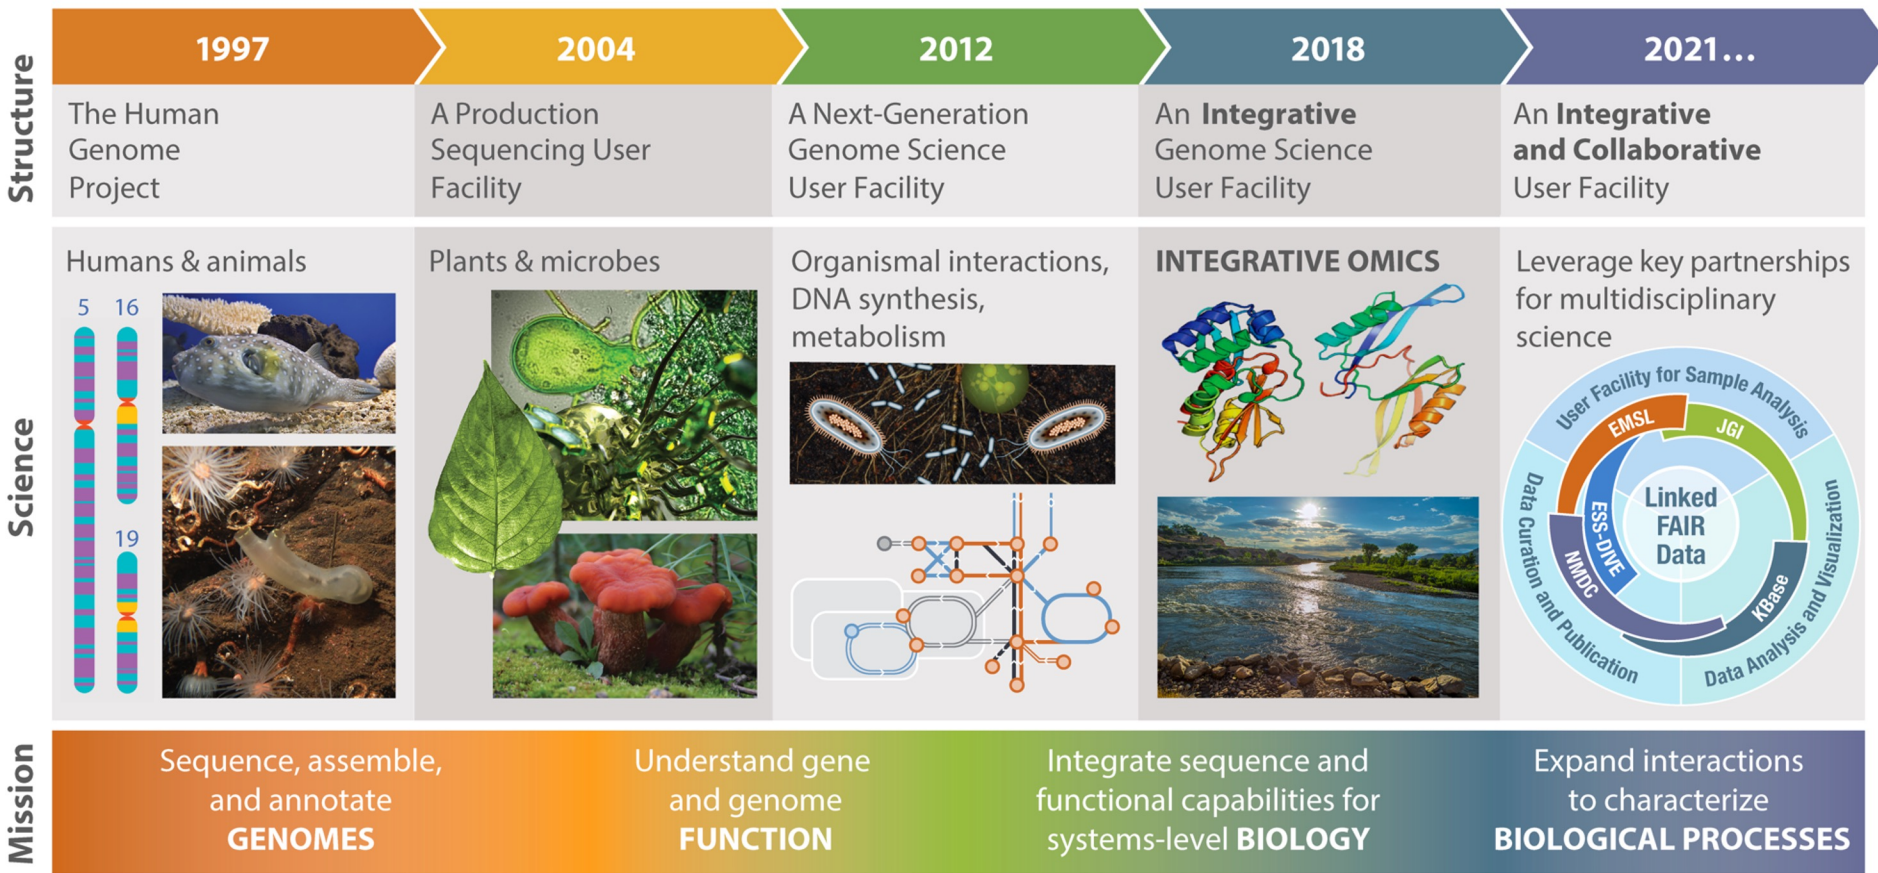 1997
2004
2012
2018
2021...
Structure
The Human
Genome
Project
A Production
Sequencing User
Facility
A Next-Generation
Genome Science
User Facility
An Integrative
Genome Science
User Facility
An Integrative
and Collaborative
User Facility
Science
Humans & animals
5
16
19
Plants & microbes
Organismal interactions,
DNA synthesis,
metabolism
INTEGRATIVE OMICS
Leverage key partnerships
for multidisciplinary
science
User Facility for Sample Analysis
EMSL
JGI
Linked
FAIR
Data
ESS-DIVE
NMDC
KBase
Data Curation and Publication
Data Analysis and Visualization
Mission
Sequence, assemble,
and annotate
GENOMES
Understand gene
and genome
FUNCTION
Integrate sequence and
functional capabilities for
systems-level BIOLOGY
Expand interactions
to characterize
BIOLOGICAL PROCESSES